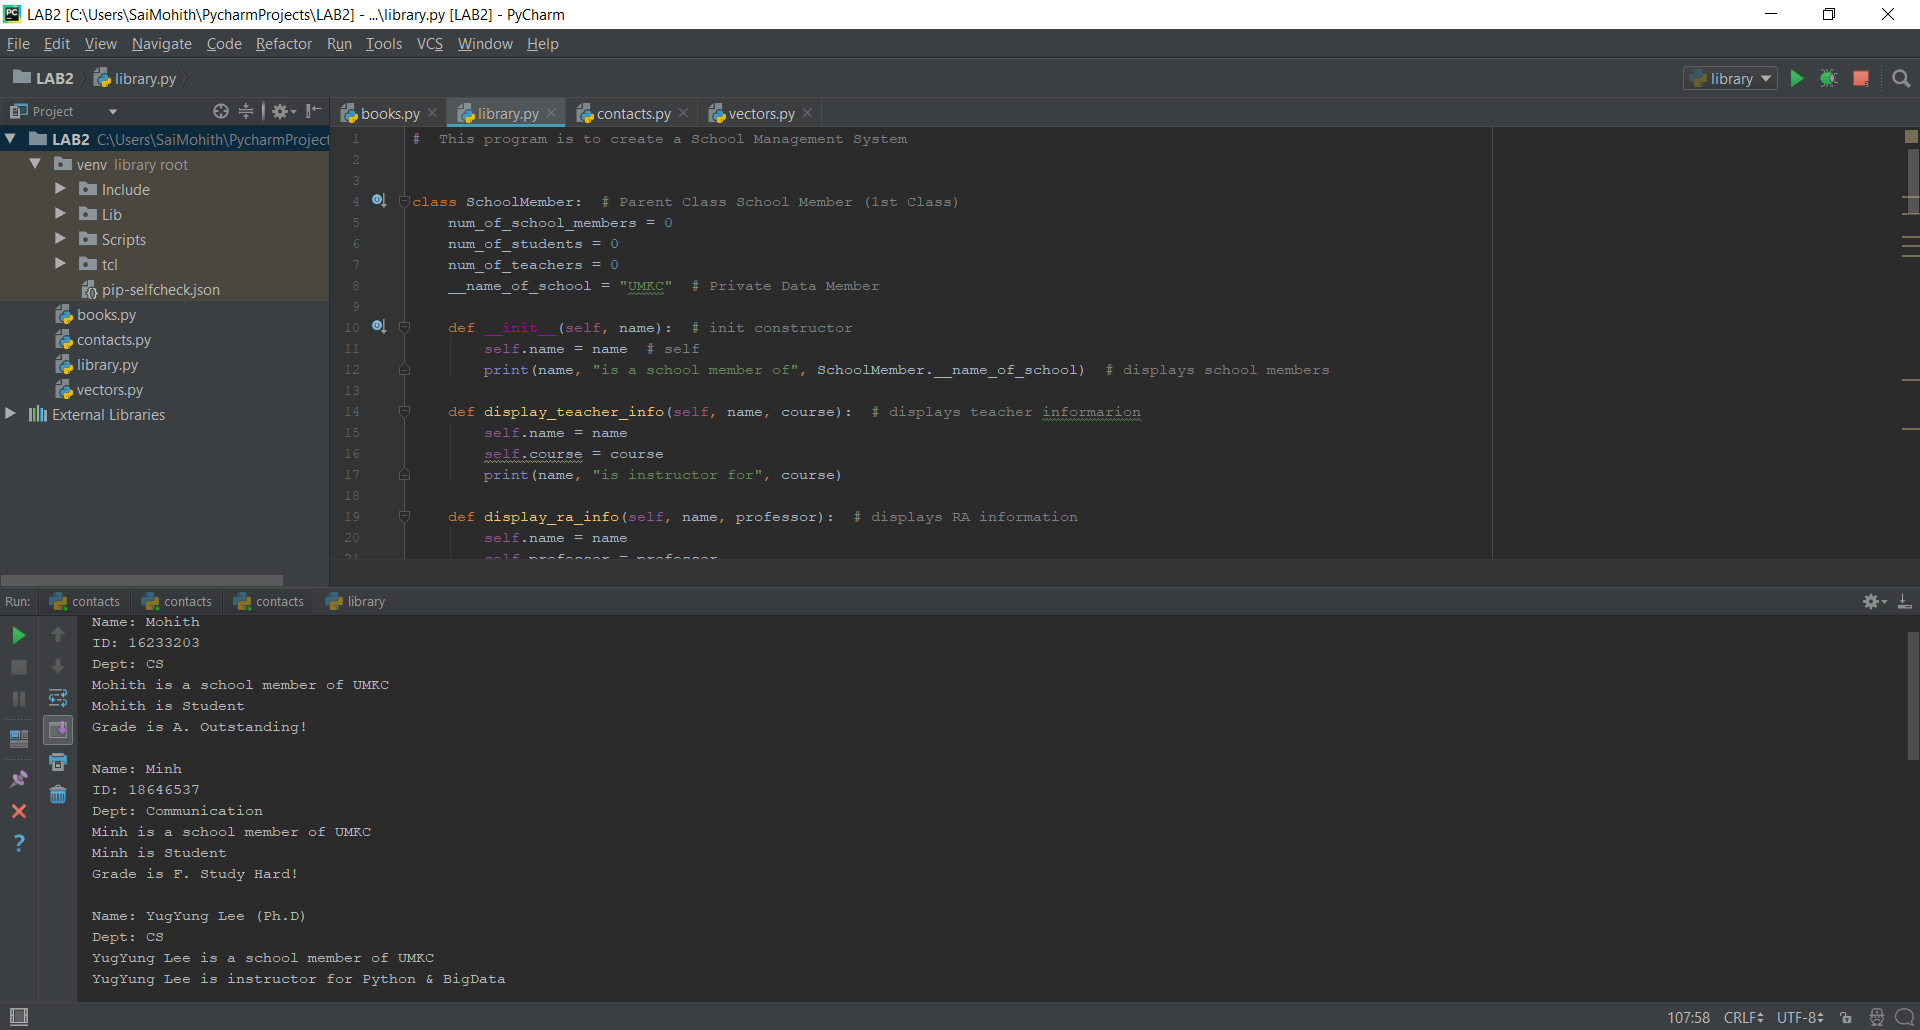 LAB2 [C:\Users\SaiMohith\PycharmProjects\LAB2] - ...\library.py [LAB2] - PyCharm
File Edit View Navigate Code Refactor Run Tools VCS Window Help
LAB2 library.py library
Project books.py library.py contacts.py vectors.py
LAB2 C:\Users\SaiMohith\PycharmProject
venv library root
Include
Lib
Scripts
tcl
pip-selfcheck.json
books.py
contacts.py
library.py
vectors.py
External Libraries
1 # This program is to create a School Management System
2
3
4 class SchoolMember: # Parent Class School Member (1st Class)
5 num_of_school_members = 0
6 num_of_students = 0
7 num_of_teachers = 0
8 __name_of_school = "UMKC" # Private Data Member
9
10 def __init__(self, name): # init constructor
11 self.name = name # self
12 print(name, "is a school member of", SchoolMember.__name_of_school) # displays school members
13
14 def display_teacher_info(self, name, course): # displays teacher informarion
15 self.name = name
16 self.course = course
17 print(name, "is instructor for", course)
18
19 def display_ra_info(self, name, professor): # displays RA information
20 self.name = name
21 self.professor = professor
Run: contacts contacts contacts library
Name: Mohith
ID: 16233203
Dept: CS
Mohith is a school member of UMKC
Mohith is Student
Grade is A. Outstanding!
Name: Minh
ID: 18646537
Dept: Communication
Minh is a school member of UMKC
Minh is Student
Grade is F. Study Hard!
Name: YugYung Lee (Ph.D)
Dept: CS
YugYung Lee is a school member of UMKC
YugYung Lee is instructor for Python & BigData
107:58 CRLF UTF-8